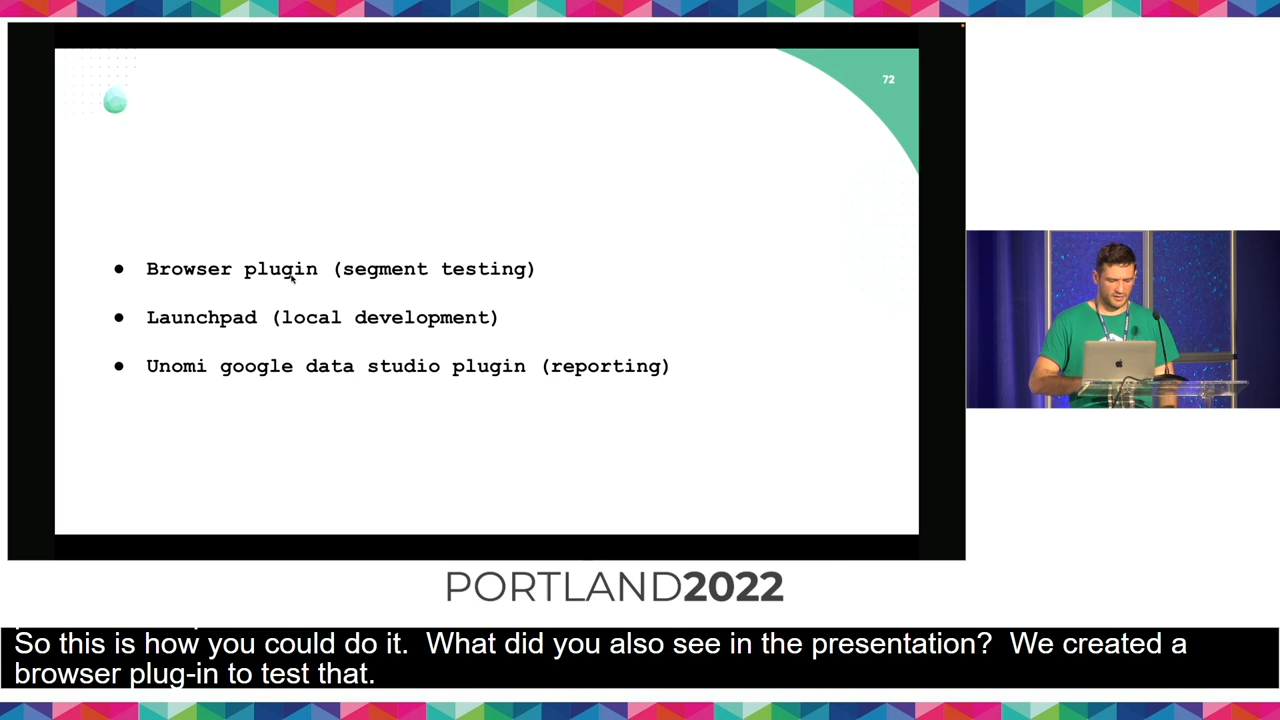 72
● Browser plugin (segment testing)
● Launchpad (local development)
● Unomi google data studio plugin (reporting)
PORTLAND2022
So this is how you could do it.  What did you also see in the presentation?  We created a
browser plug-in to test that.